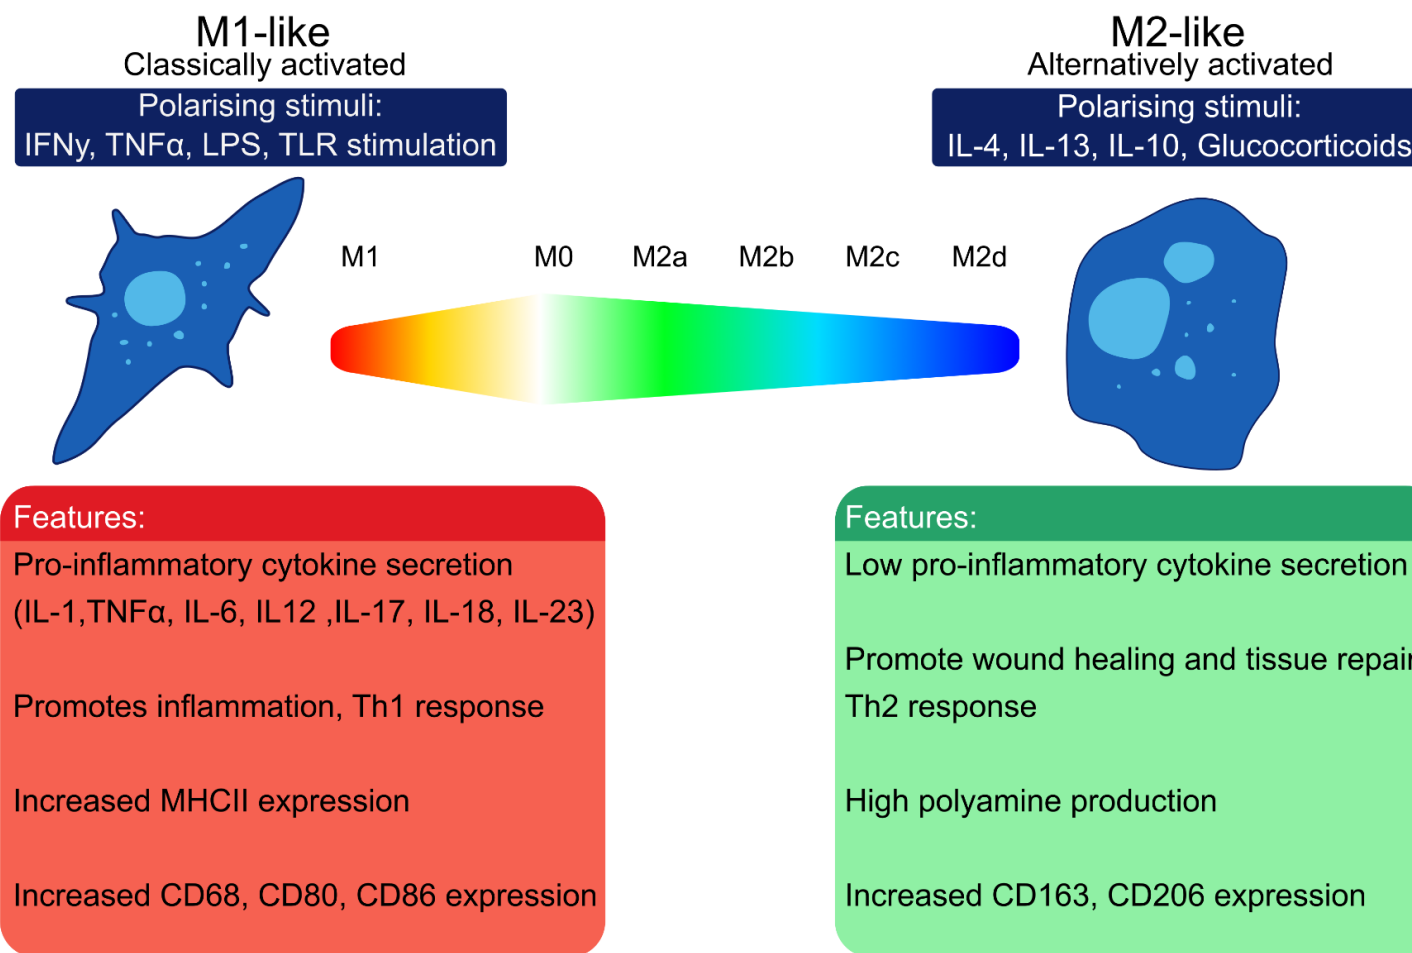 M1-like
Classically activated
Polarising stimuli:
IFNy, TNFα, LPS, TLR stimulation
M2-like
Alternatively activated
Polarising stimuli:
IL-4, IL-13, IL-10, Glucocorticoids
M1
M0
M2a
M2b
M2c
M2d
Features:
Pro-inflammatory cytokine secretion
(IL-1,TNFα, IL-6, IL12 ,IL-17, IL-18, IL-23)
Promotes inflammation, Th1 response
Increased MHCII expression
Increased CD68, CD80, CD86 expression
Features:
Low pro-inflammatory cytokine secretion
Promote wound healing and tissue repair
Th2 response
High polyamine production
Increased CD163, CD206 expression